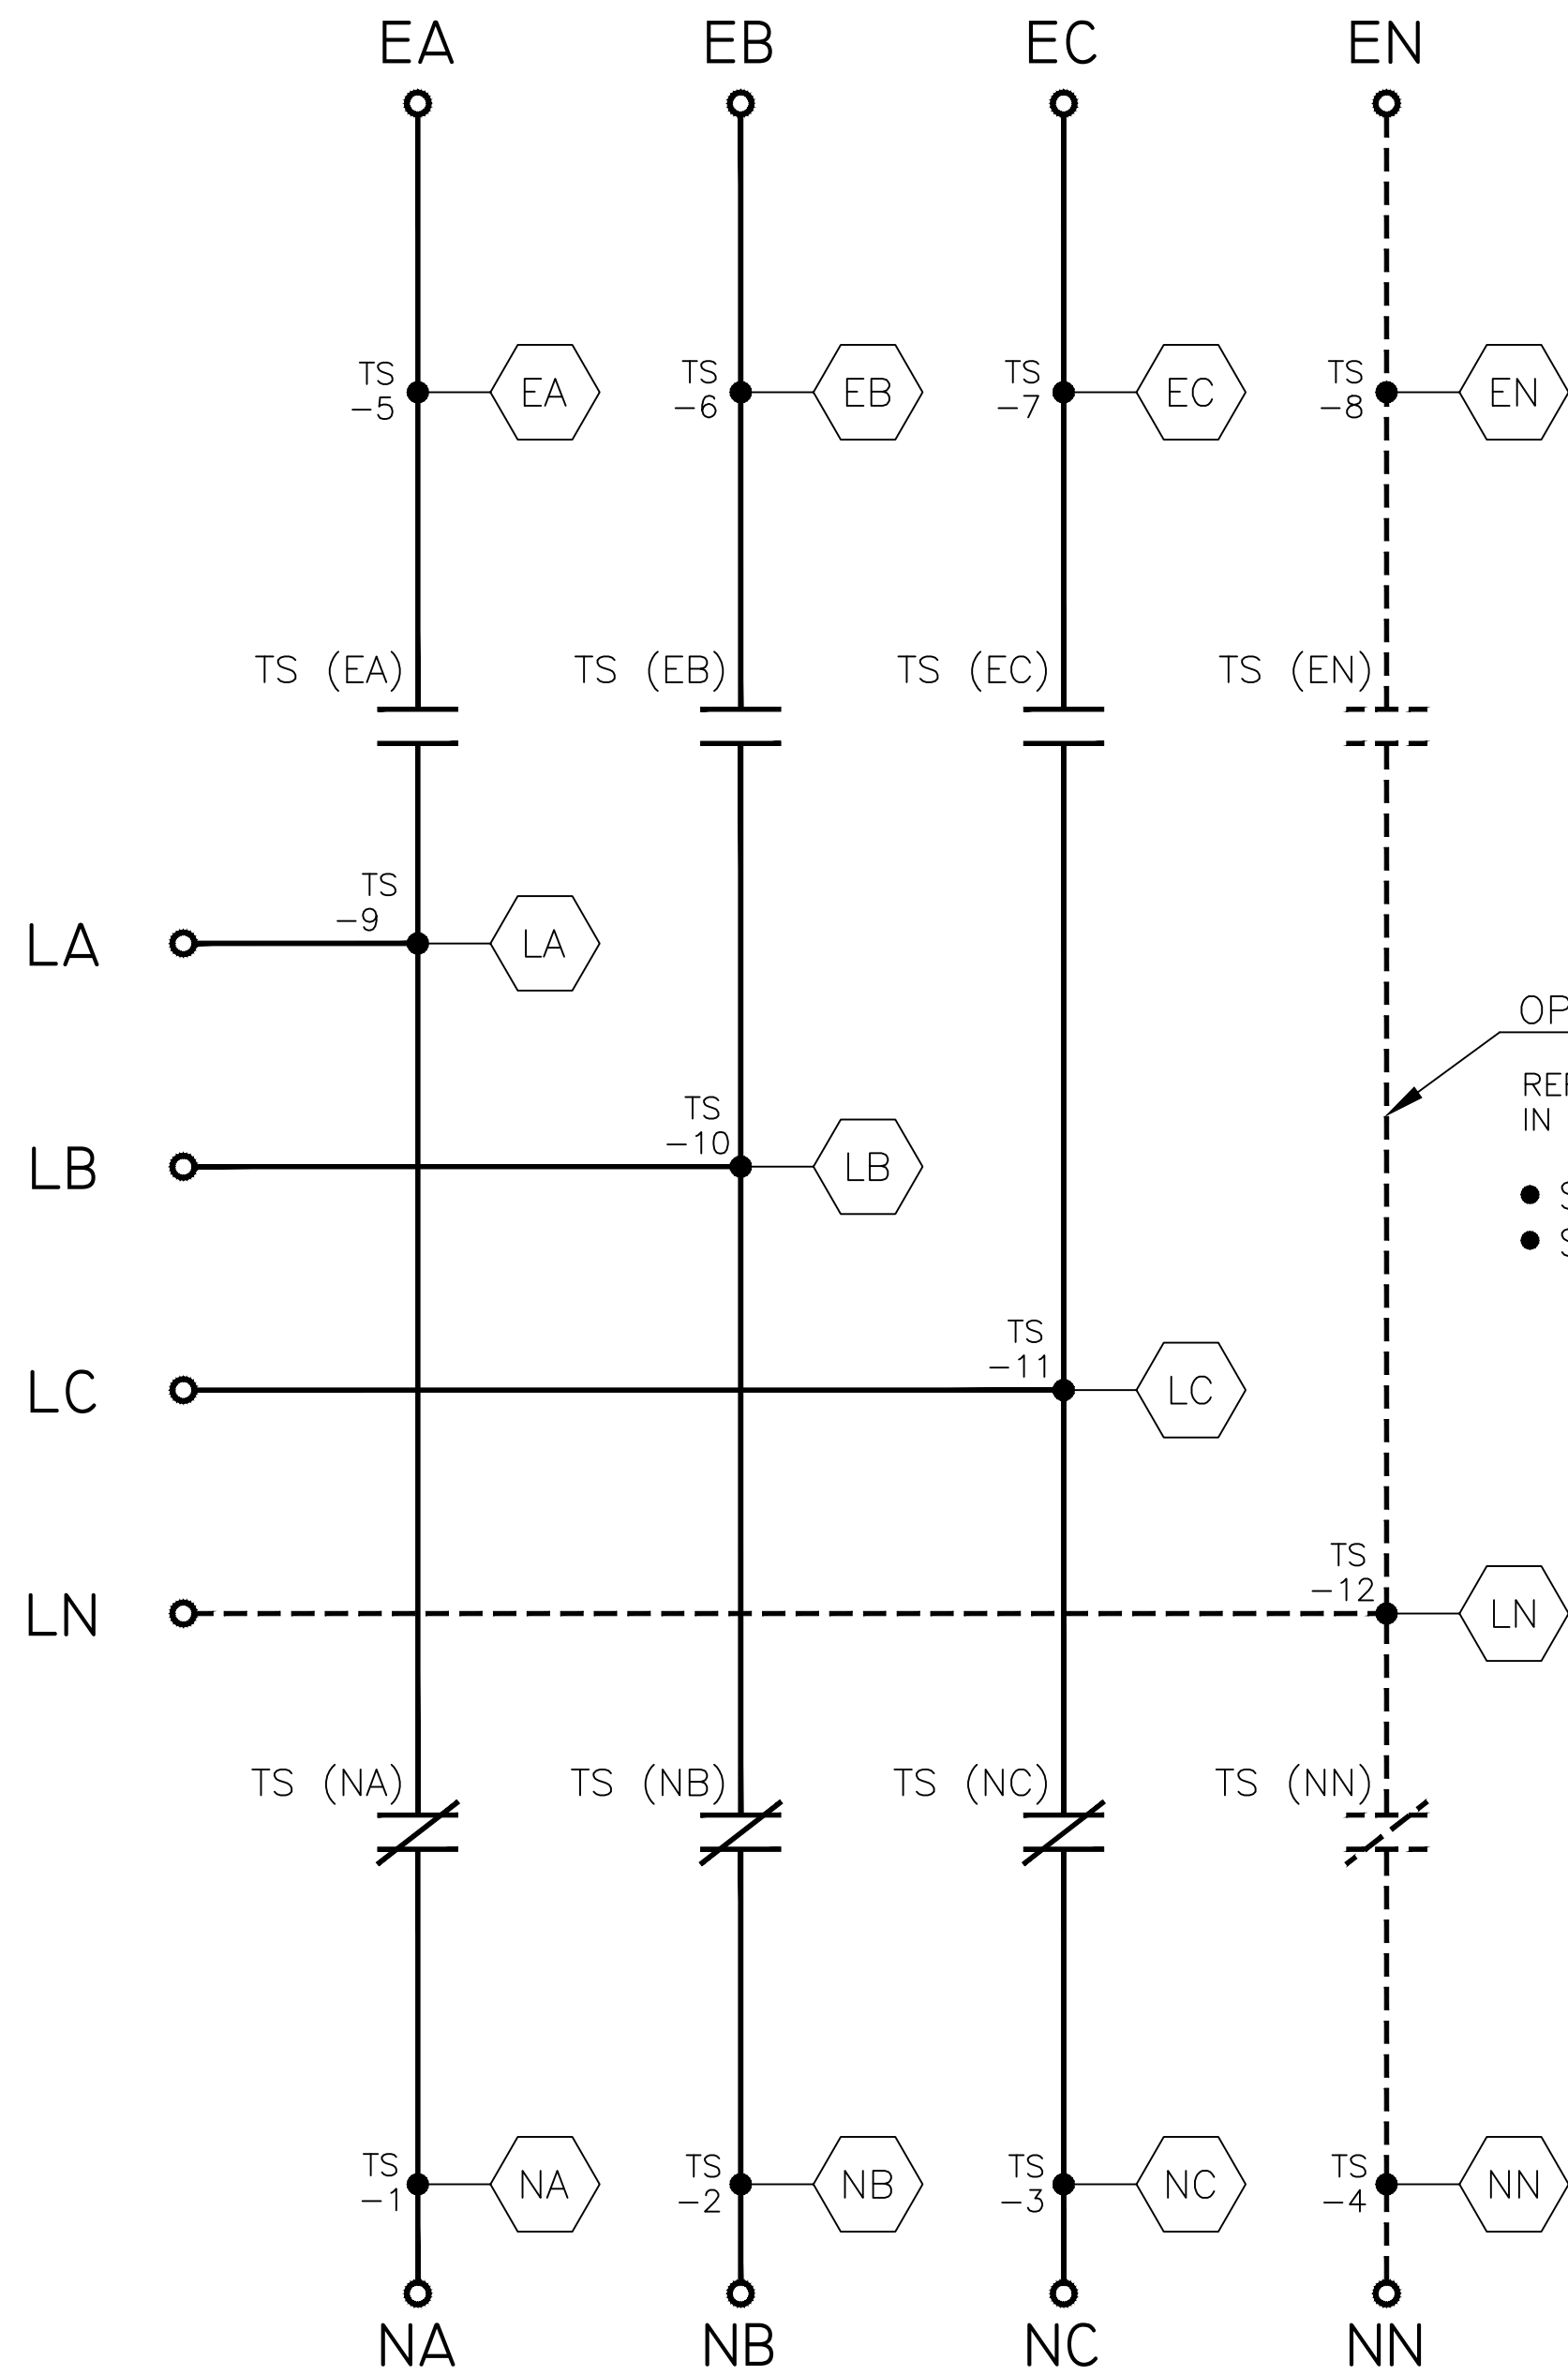 EA EB EC EN
TS TS TS TS
-5 EA -6 EB -7 EC -8 EN
TS (EA) TS (EB) TS (EC) TS (EN)
TS
-9
LA LA
OP
REF
IN
TS
-10
LB LB
S
S
TS
-11
LC LC
TS
-12
LN LN
TS (NA) TS (NB) TS (NC) TS (NN)
TS TS TS TS
-1 NA -2 NB -3 NC -4 NN
NA NB NC NN